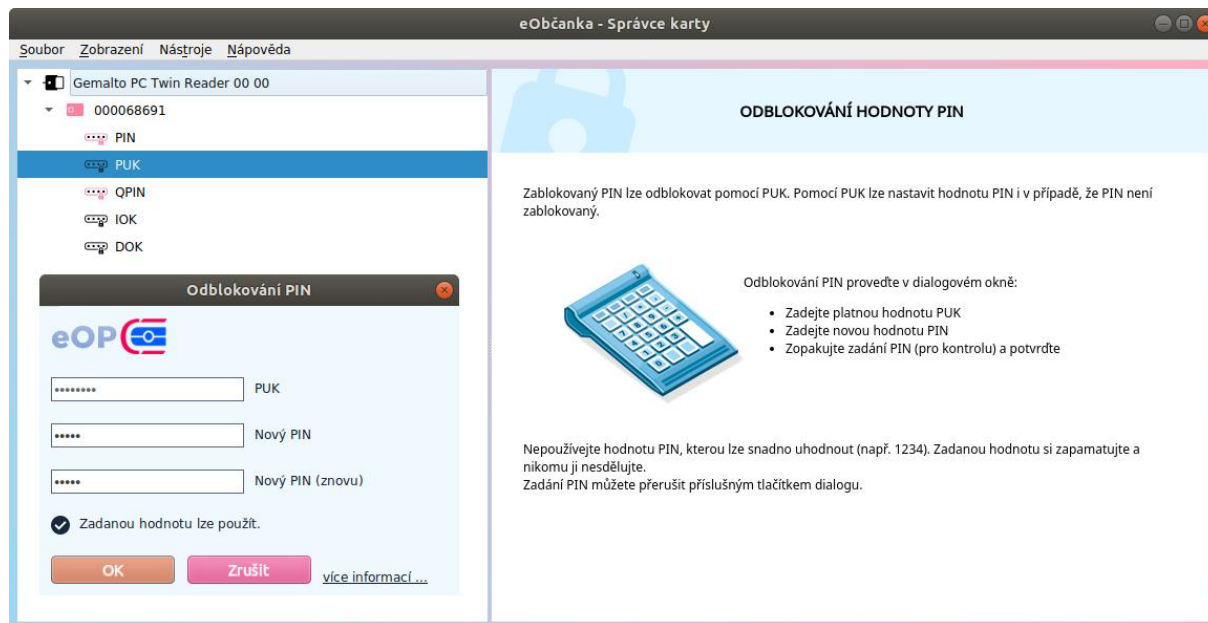 eObčanka - Správce karty
Soubor Zobrazení Nástroje Nápověda
Gemalto PC Twin Reader 00 00
000068691
PIN
PUK
QPIN
IOK
DOK
Odblokování PIN
eOP
PUK
Nový PIN
Nový PIN (znovu)
Zadanou hodnotu lze použít.
OK
Zrušit
více informací ...
ODBLOKOVÁNÍ HODNOTY PIN
Zablokovaný PIN lze odblokovat pomocí PUK. Pomocí PUK lze nastavit hodnotu PIN i v případě, že PIN není
zablokovaný.
Odblokování PIN proveďte v dialogovém okně:
• Zadejte platnou hodnotu PUK
• Zadejte novou hodnotu PIN
• Zopakujte zadání PIN (pro kontrolu) a potvrďte
Nepoužívejte hodnotu PIN, kterou lze snadno uhodnout (např. 1234). Zadanou hodnotu si zapamatujte a
nikomu ji nesdělujte.
Zadání PIN můžete přerušit příslušným tlačítkem dialogu.